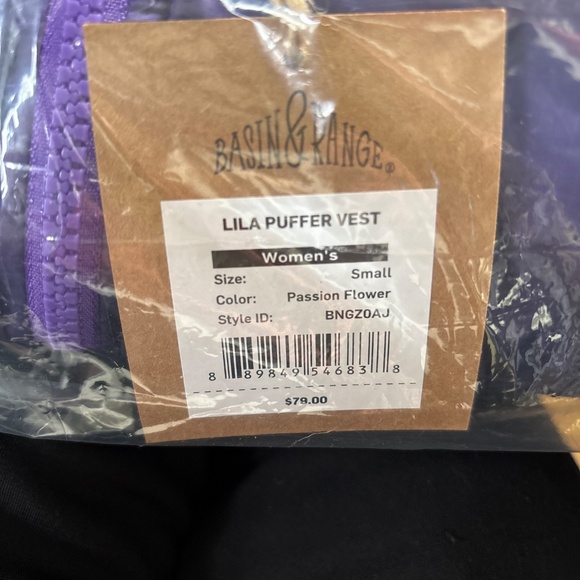 BASIN & RANGE®
LILA PUFFER VEST
Women's
Size: Small
Color: Passion Flower
Style ID: BNGZ0AJ
8 89849 54683 8
$79.00